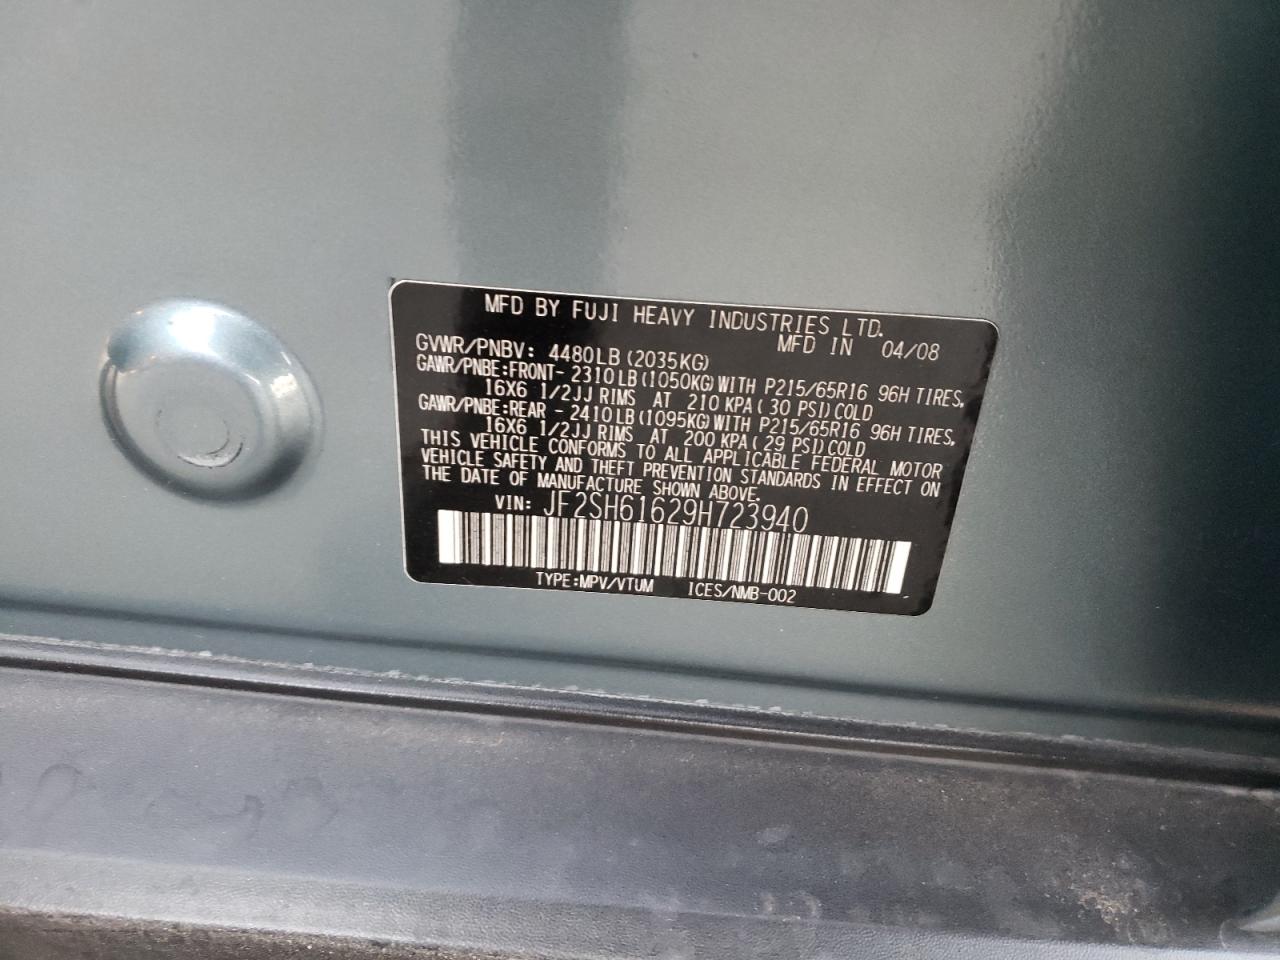 MFD BY FUJI HEAVY INDUSTRIES LTD.
MFD IN 04/08
GVWR/PNBV: 4480LB (2035KG)
GAWR/PNBE:FRONT- 2310LB(1050KG)WITH P215/65R16 96H TIRES,
16X6 1/2JJ RIMS AT 210 KPA( 30 PSI)COLD
GAWR/PNBE:REAR - 2410LB(1095KG)WITH P215/65R16 96H TIRES,
16X6 1/2JJ RIMS AT 200 KPA( 29 PSI)COLD
THIS VEHICLE CONFORMS TO ALL APPLICABLE FEDERAL MOTOR
VEHICLE SAFETY AND THEFT PREVENTION STANDARDS IN EFFECT ON
THE DATE OF MANUFACTURE SHOWN ABOVE.
VIN: JF2SH61629H723940
TYPE:MPV/VTUM ICES/NMB-002